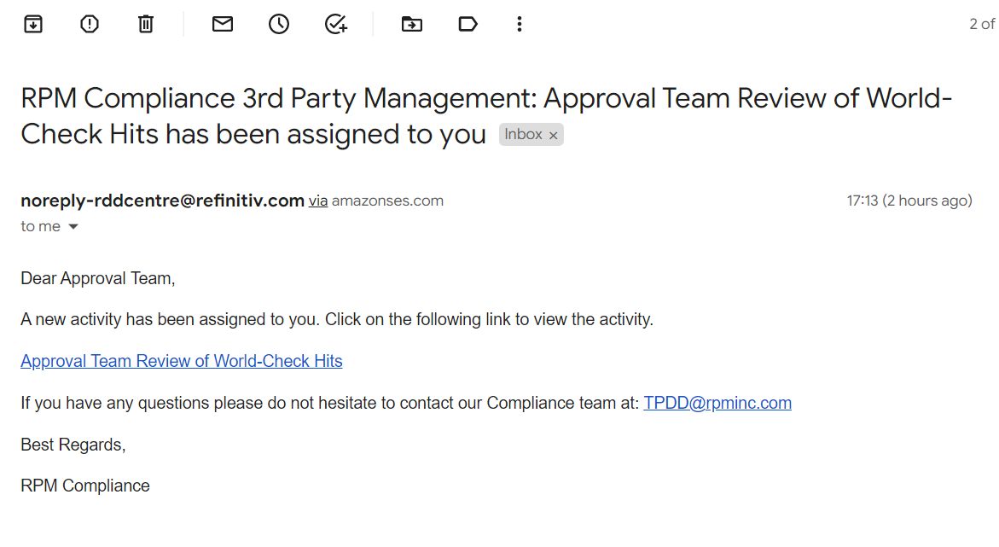 2 of
RPM Compliance 3rd Party Management: Approval Team Review of World-
Check Hits has been assigned to you Inbox ×
noreply-rddcentre@refinitiv.com via amazonses.com 17:13 (2 hours ago)
to me
Dear Approval Team,
A new activity has been assigned to you. Click on the following link to view the activity.
Approval Team Review of World-Check Hits
If you have any questions please do not hesitate to contact our Compliance team at: TPDD@rpminc.com
Best Regards,
RPM Compliance